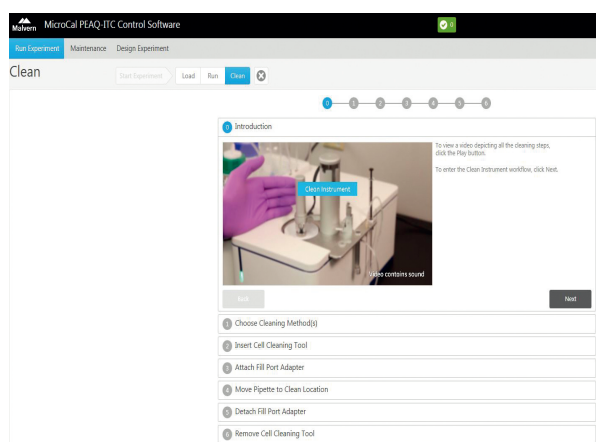 Malvern MicroCal PEAQ-ITC Control Software
0
Run Experiment Maintenance Design Experiment
Clean
Start Experiment Load Run Clean
0 1 2 3 4 5 6
0 Introduction
To view a video depicting all the cleaning steps,
click the Play button.
To enter the Clean Instrument workflow, click Next.
Clean Instrument
Video contains sound
Back Next
1 Choose Cleaning Method(s)
2 Insert Cell Cleaning Tool
3 Attach Fill Port Adapter
4 Move Pipette to Clean Location
5 Detach Fill Port Adapter
6 Remove Cell Cleaning Tool